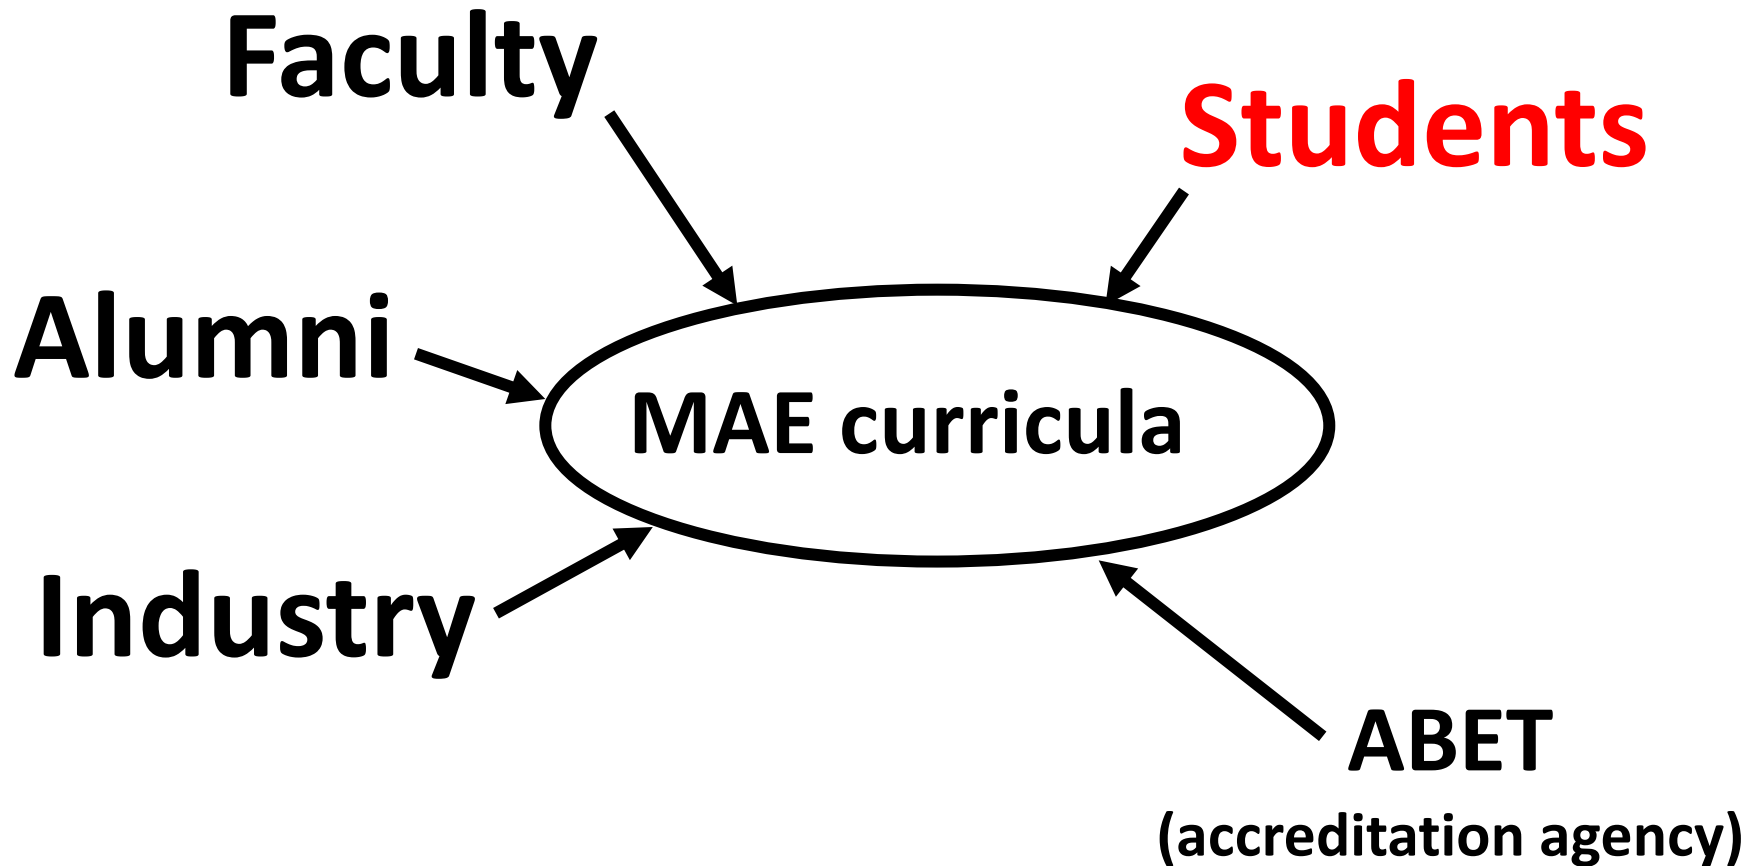 Faculty
Students
Alumni
MAE curricula
Industry
ABET
(accreditation agency)